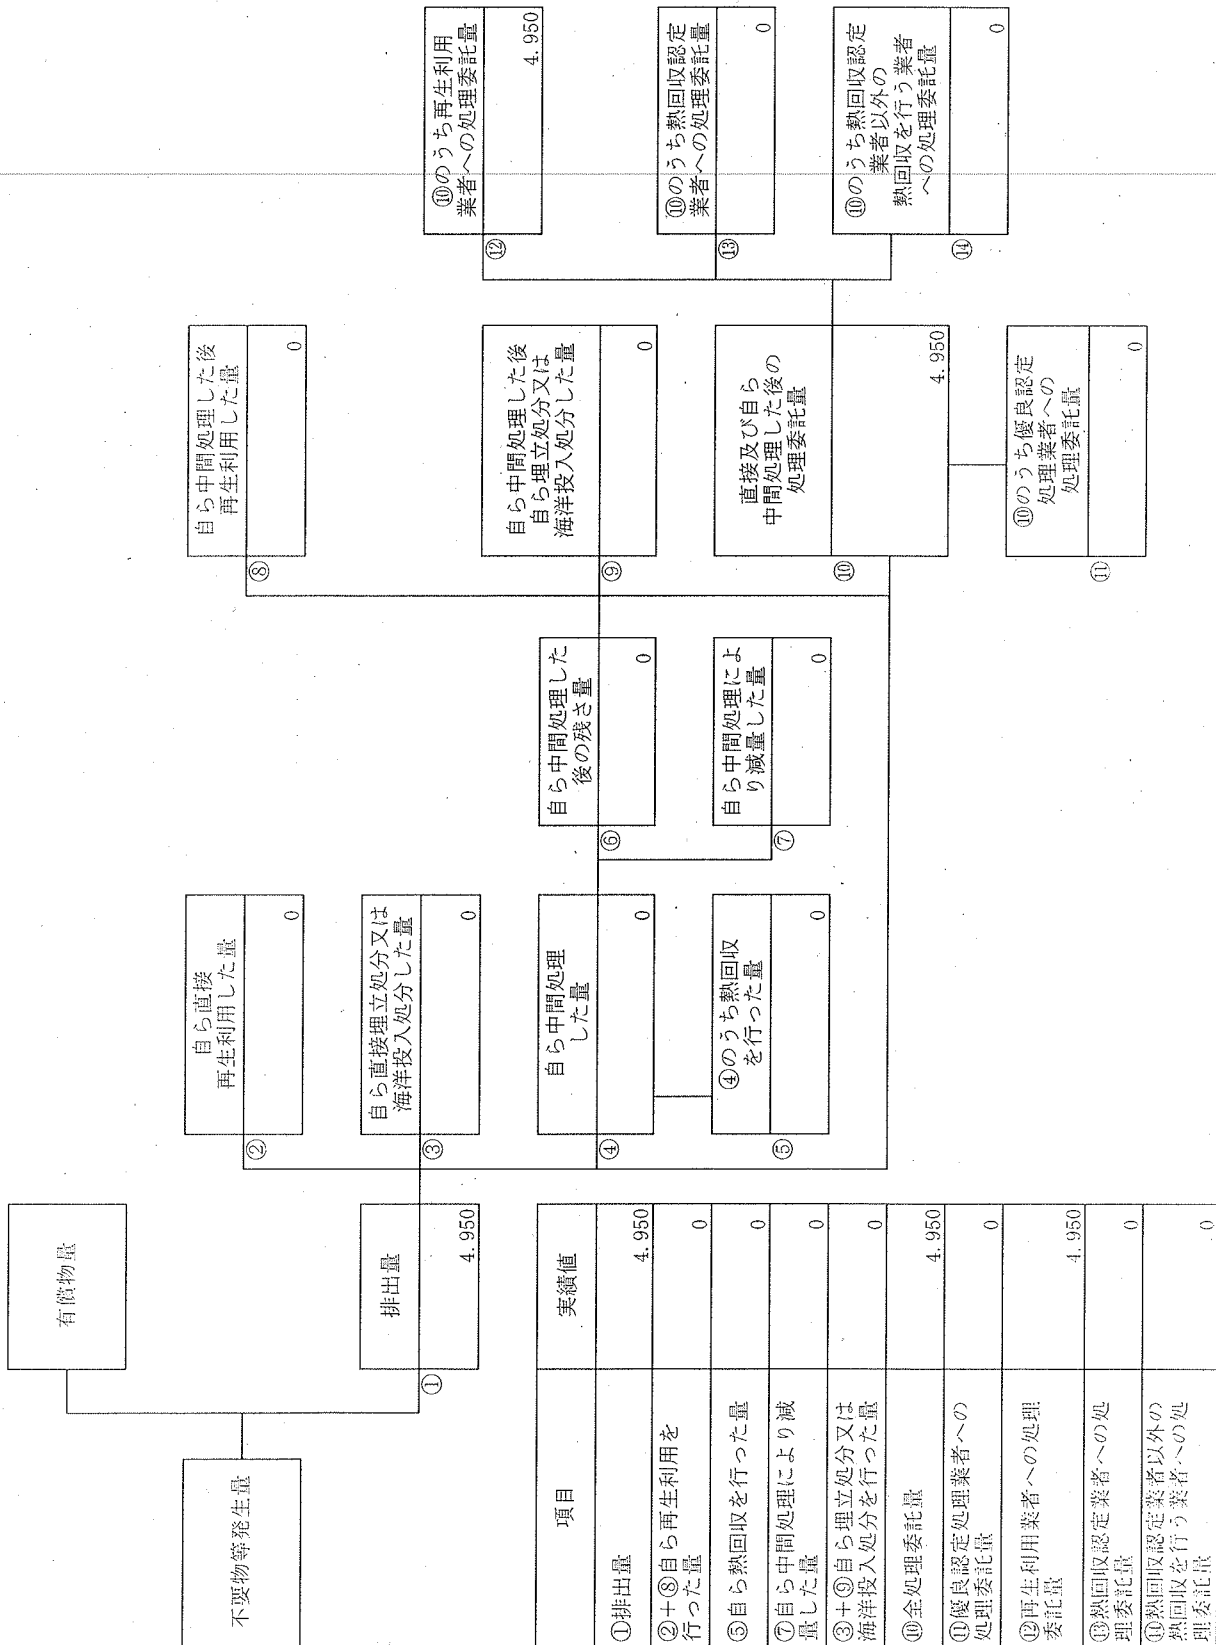 有償物量
不要物等発生量
排出量
①
4.950
自ら直接
再生利用した量
②
0
自ら直接埋立処分又は
海洋投入処分した量
③
0
自ら中間処理
した量
④
0
④のうち熱回収
を行った量
⑤
0
自ら中間処理した
後の残さ量
⑥
0
自ら中間処理によ
り減量した量
⑦
0
自ら中間処理した後
再生利用した量
⑧
0
自ら中間処理した後
自ら埋立処分又は
海洋投入処分した量
⑨
0
直接及び自ら
中間処理した後の
処理委託量
⑩
4.950
⑩のうち優良認定
処理業者への
処理委託量
⑪
0
⑩のうち再生利用
業者への処理委託量
⑫
4.950
⑩のうち熱回収認定
業者への処理委託量
⑬
0
⑩のうち熱回収認定
業者以外の
熱回収を行う業者
への処理委託量
⑭
0
項目 実績値
①排出量 4.950
②+⑧自ら再生利用を
行った量 0
⑤自ら熱回収を行った量 0
⑦自ら中間処理により減
量した量 0
③+⑨自ら埋立処分又は
海洋投入処分を行った量 0
⑩全処理委託量 4.950
⑪優良認定処理業者への
処理委託量 0
⑫再生利用業者への処理
委託量 4.950
⑬熱回収認定業者への処
理委託量 0
⑭熱回収認定業者以外の
熱回収を行う業者への処
理委託量 0